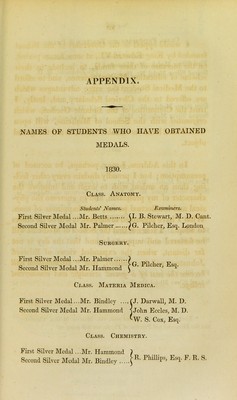 APPENDIX.
NAMES OF STUDENTS WHO HAVE OBTAINED
MEDALS.
1830.
Class. Anatomy.
Students' Names. Examiners.
First Silver Medal ... Mr. Betts ....... { I. B. Stewart, M. D. Cant.
Second Silver Medal Mr. Palmer ...... { G. Pilcher, Esq. London
Surgery.
First Silver Medal ... Mr. Palmer ...... } G. Pilcher, Esq.
Second Silver Medal Mr. Hammond
Class. Materia Medica.
First Silver Medal ... Mr. Bindley .... { J. Darwall, M. D.
Second Silver Medal Mr. Hammond { John Eccles, M. D.
W. S. Cox, Esq.
Class. Chemistry.
First Silver Medal ... Mr. Hammond } R. Phillips, Esq. F. R. S.
Second Silver Medal Mr. Bindley .....